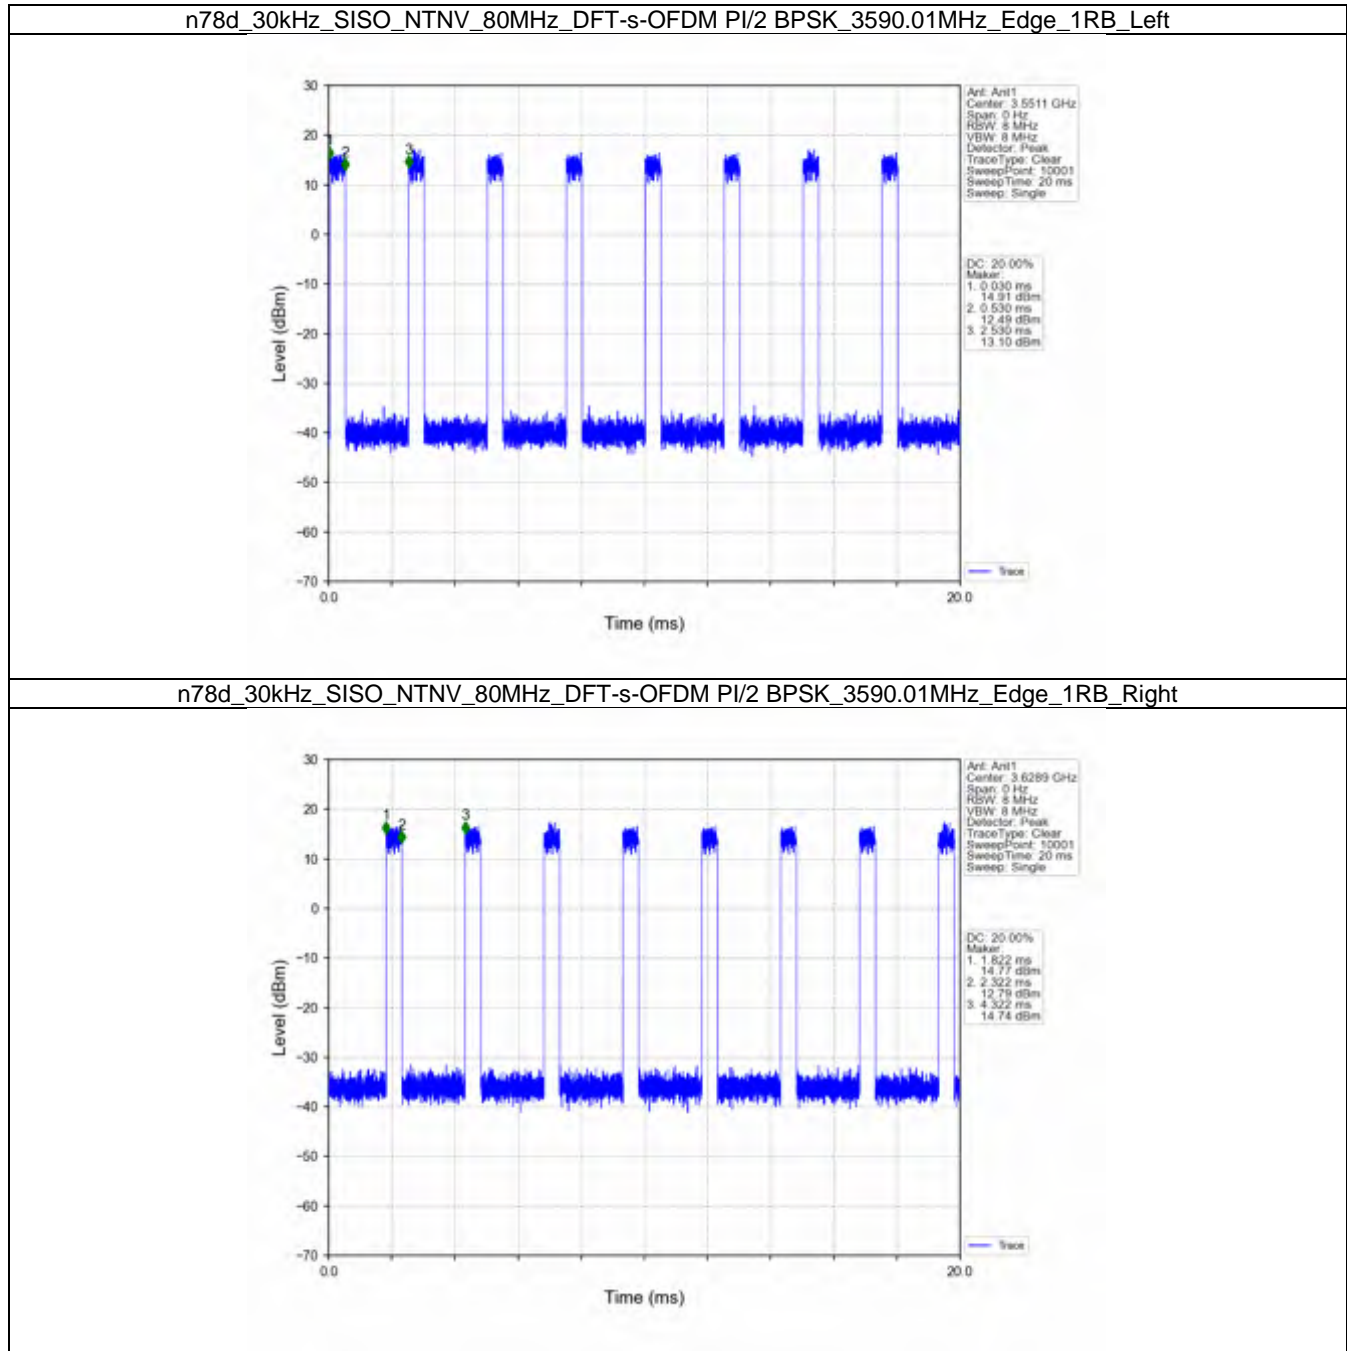 n78d_30kHz_SISO_NTNV_80MHz_DFT-s-OFDM PI/2 BPSK_3590.01MHz_Edge_1RB_Left
30
20
10
0
−10
−20
−30
−40
−50
−60
−70
Level (dBm)
0.0
20.0
Time (ms)
1
2
3
Ant: Ant1
Center: 3.5511 GHz
Span: 0 Hz
RBW: 8 MHz
VBW: 8 MHz
Detector: Peak
TraceType: Clear
SweepPoint: 10001
SweepTime: 20 ms
Sweep: Single
DC: 20.00%
Maker:
1. 0.030 ms
14.91 dBm
2. 0.530 ms
12.49 dBm
3. 2.530 ms
13.10 dBm
Trace
n78d_30kHz_SISO_NTNV_80MHz_DFT-s-OFDM PI/2 BPSK_3590.01MHz_Edge_1RB_Right
30
20
10
0
−10
−20
−30
−40
−50
−60
−70
Level (dBm)
0.0
20.0
Time (ms)
1
2
3
Ant: Ant1
Center: 3.6289 GHz
Span: 0 Hz
RBW: 8 MHz
VBW: 8 MHz
Detector: Peak
TraceType: Clear
SweepPoint: 10001
SweepTime: 20 ms
Sweep: Single
DC: 20.00%
Maker:
1. 1.822 ms
14.77 dBm
2. 2.322 ms
12.79 dBm
3. 4.322 ms
14.74 dBm
Trace